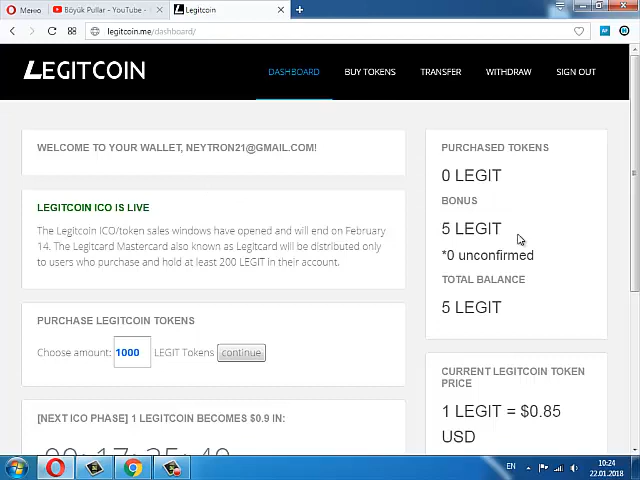 Меню
Böyük Pullar - YouTube -
Legitcoin
legitcoin.me/dashboard/
LEGITCOIN
DASHBOARD
BUY TOKENS
TRANSFER
WITHDRAW
SIGN OUT
WELCOME TO YOUR WALLET, NEYTRON21@GMAIL.COM!
LEGITCOIN ICO IS LIVE
The Legitcoin ICO/token sales windows have opened and will end on February
14. The Legitcard Mastercard also known as Legitcard will be distributed only
to users who purchase and hold at least 200 LEGIT in their account.
PURCHASE LEGITCOIN TOKENS
Choose amount: 1000 LEGIT Tokens continue
[NEXT ICO PHASE] 1 LEGITCOIN BECOMES $0.9 IN:
PURCHASED TOKENS
0 LEGIT
BONUS
5 LEGIT
*0 unconfirmed
TOTAL BALANCE
5 LEGIT
CURRENT LEGITCOIN TOKEN
PRICE
1 LEGIT = $0.85
USD
EN
10:24
22.01.2018